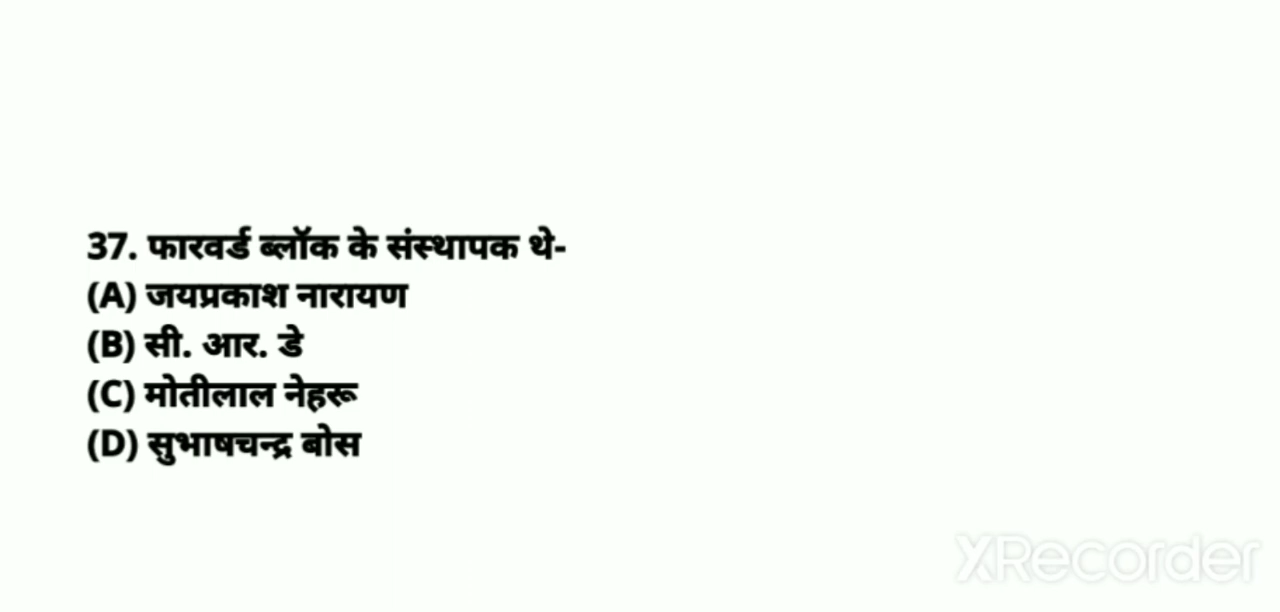 37. फारवर्ड ब्लॉक के संस्थापक थे-
(A) जयप्रकाश नारायण
(B) सी. आर. डे
(C) मोतीलाल नेहरू
(D) सुभाषचन्द्र बोस
XRecorder